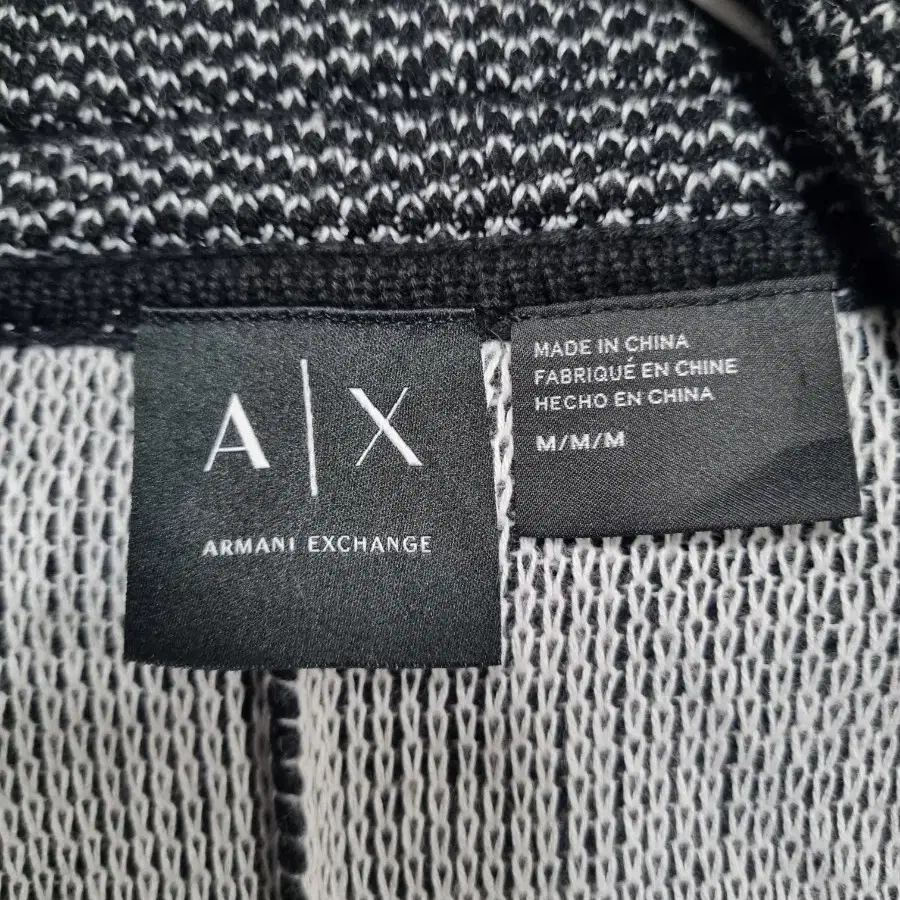 A|X
ARMANI EXCHANGE
MADE IN CHINA
FABRIQUÉ EN CHINE
HECHO EN CHINA
M/M/M